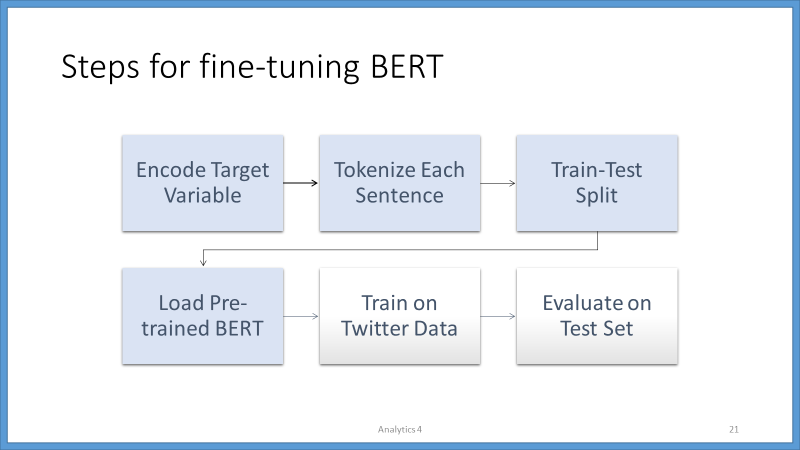 Steps for fine-tuning BERT
Encode Target
Variable
Tokenize Each
Sentence
Train-Test
Split
Load Pre-
trained BERT
Train on
Twitter Data
Evaluate on
Test Set
Analytics 4
21